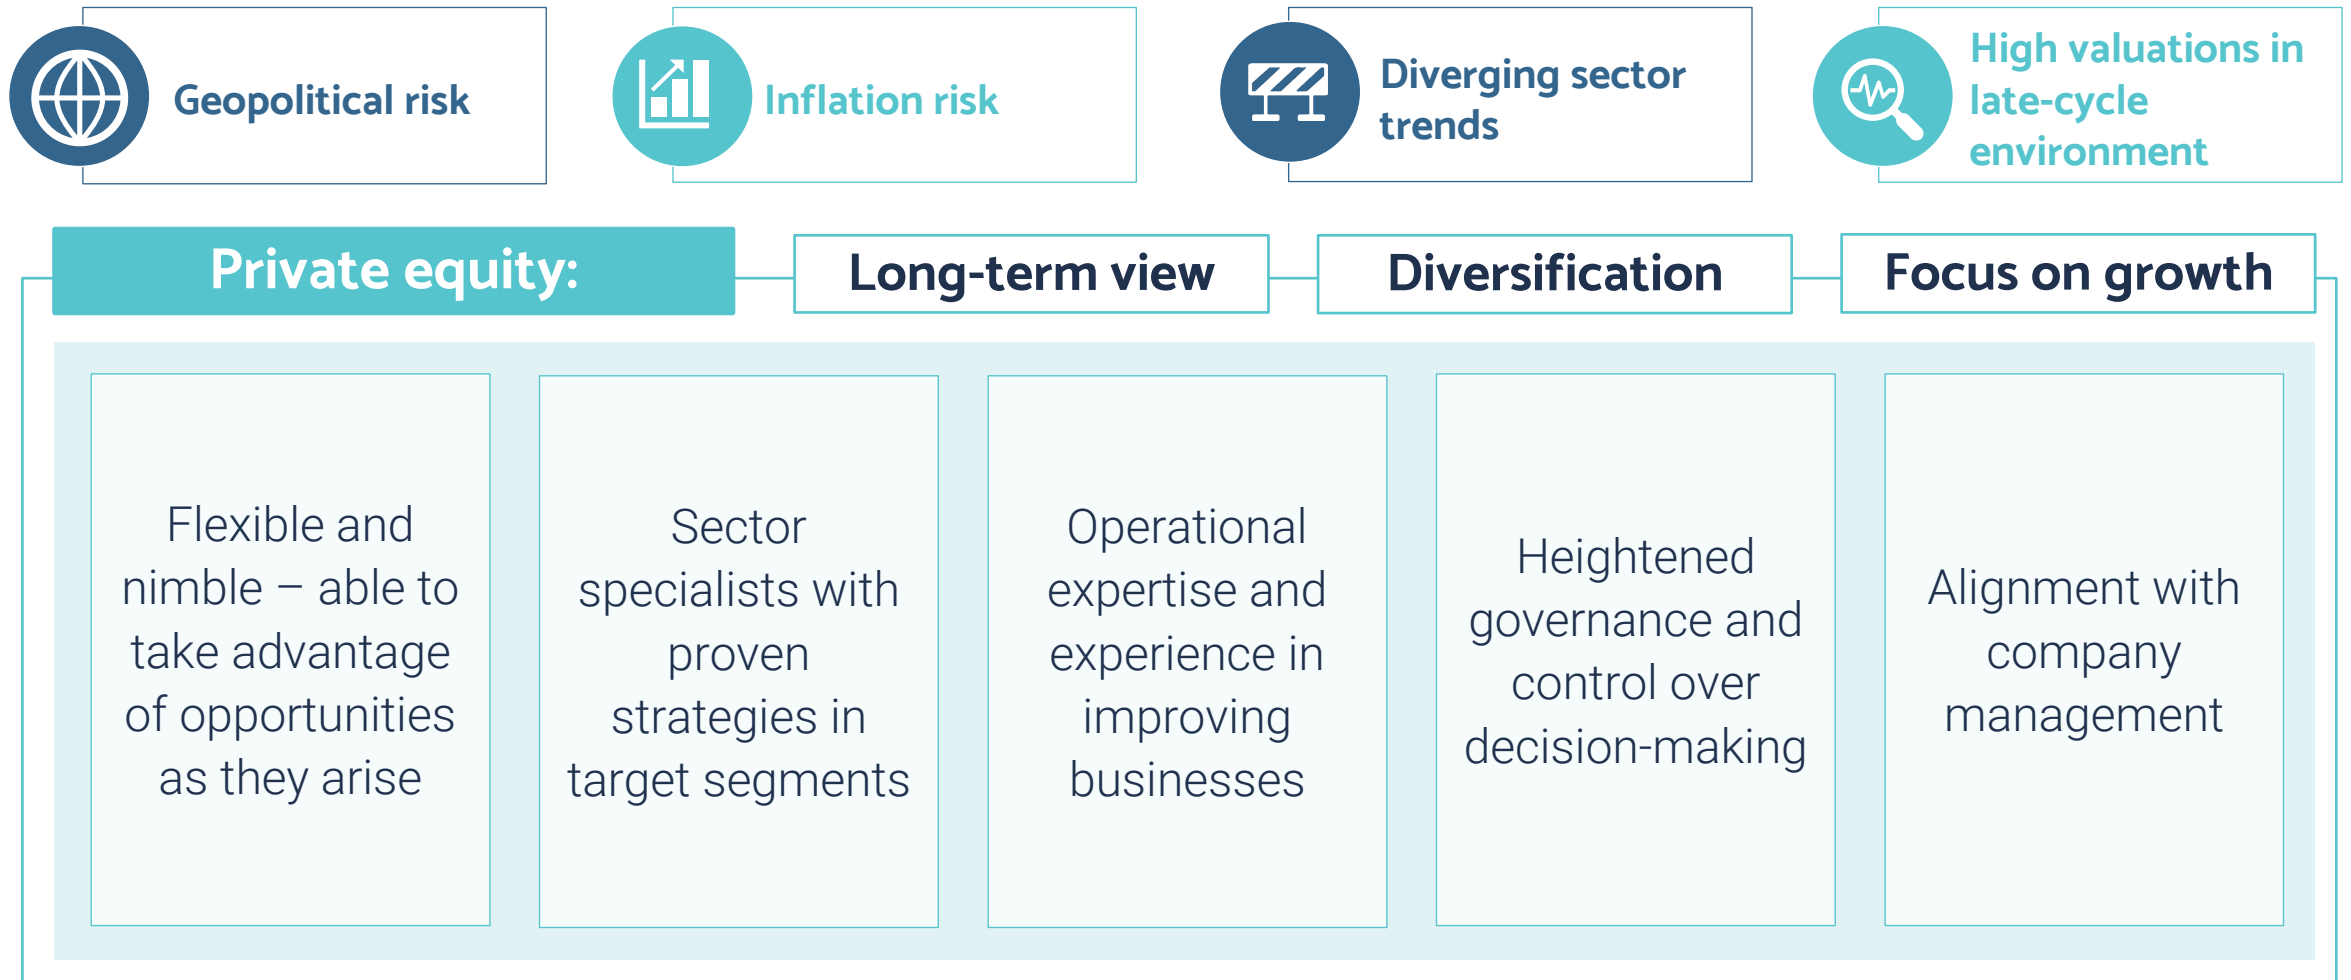 Geopolitical risk
Inflation risk
Diverging sector
trends
High valuations in
late-cycle
environment
Private equity:
Long-term view
Diversification
Focus on growth
Flexible and
nimble – able to
take advantage
of opportunities
as they arise
Sector
specialists with
proven
strategies in
target segments
Operational
expertise and
experience in
improving
businesses
Heightened
governance and
control over
decision-making
Alignment with
company
management